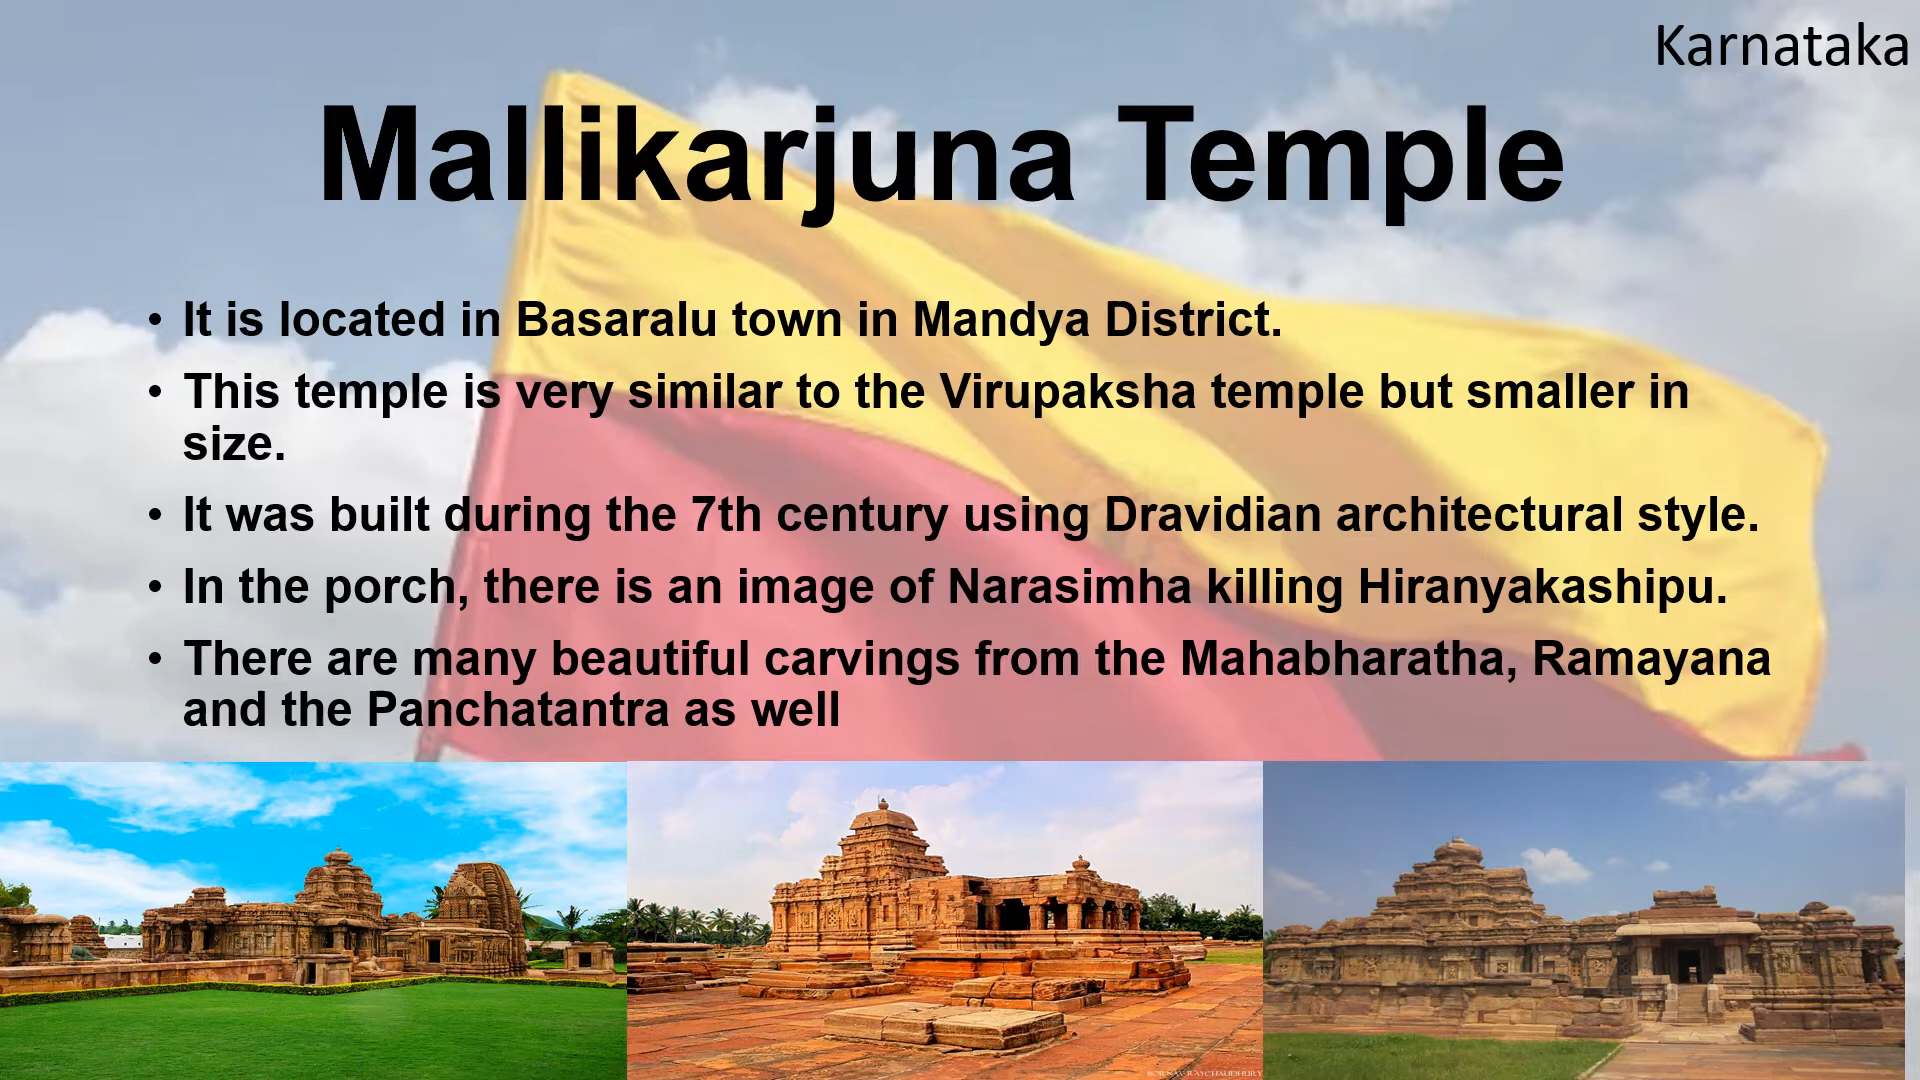 Karnataka
Mallikarjuna Temple
• It is located in Basaralu town in Mandya District.
• This temple is very similar to the Virupaksha temple but smaller in
size.
• It was built during the 7th century using Dravidian architectural style.
• In the porch, there is an image of Narasimha killing Hiranyakashipu.
• There are many beautiful carvings from the Mahabharatha, Ramayana
and the Panchatantra as well